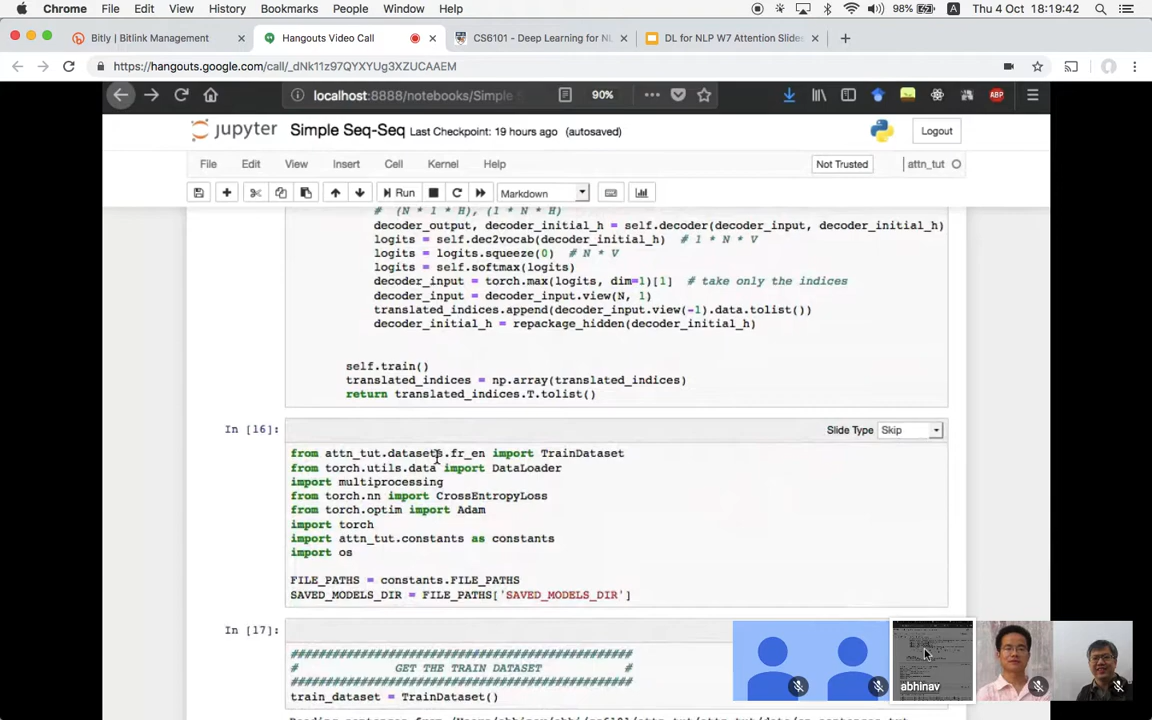 Chrome File Edit View History Bookmarks People Window Help 98% A Thu 4 Oct 18:19:42
Bitly | Bitlink Management Hangouts Video Call CS6101 - Deep Learning for NL DL for NLP W7 Attention Slides
https://hangouts.google.com/call/_dNk11z97QYXYUg3XZUCAAEM
localhost:8888/notebooks/Simple 90% ABP
jupyter Simple Seq-Seq Last Checkpoint: 19 hours ago (autosaved) Logout
File Edit View Insert Cell Kernel Help Not Trusted attn_tut
Run Markdown
# (N * 1 * H), (1 * N * H)
decoder_output, decoder_initial_h = self.decoder(decoder_input, decoder_initial_h)
logits = self.dec2vocab(decoder_initial_h) # 1 * N * V
logits = logits.squeeze(0) # N * V
logits = self.softmax(logits)
decoder_input = torch.max(logits, dim=1)[1] # take only the indices
decoder_input = decoder_input.view(N, 1)
translated_indices.append(decoder_input.view(-1).data.tolist())
decoder_initial_h = repackage_hidden(decoder_initial_h)
self.train()
translated_indices = np.array(translated_indices)
return translated_indices.T.tolist()
In [16]: Slide Type Skip
from attn_tut.datasets.fr_en import TrainDataset
from torch.utils.data import DataLoader
import multiprocessing
from torch.nn import CrossEntropyLoss
from torch.optim import Adam
import torch
import attn_tut.constants as constants
import os
FILE_PATHS = constants.FILE_PATHS
SAVED_MODELS_DIR = FILE_PATHS['SAVED_MODELS_DIR']
In [17]:
##################################################
# GET THE TRAIN DATASET #
##################################################
train_dataset = TrainDataset()
abhinav